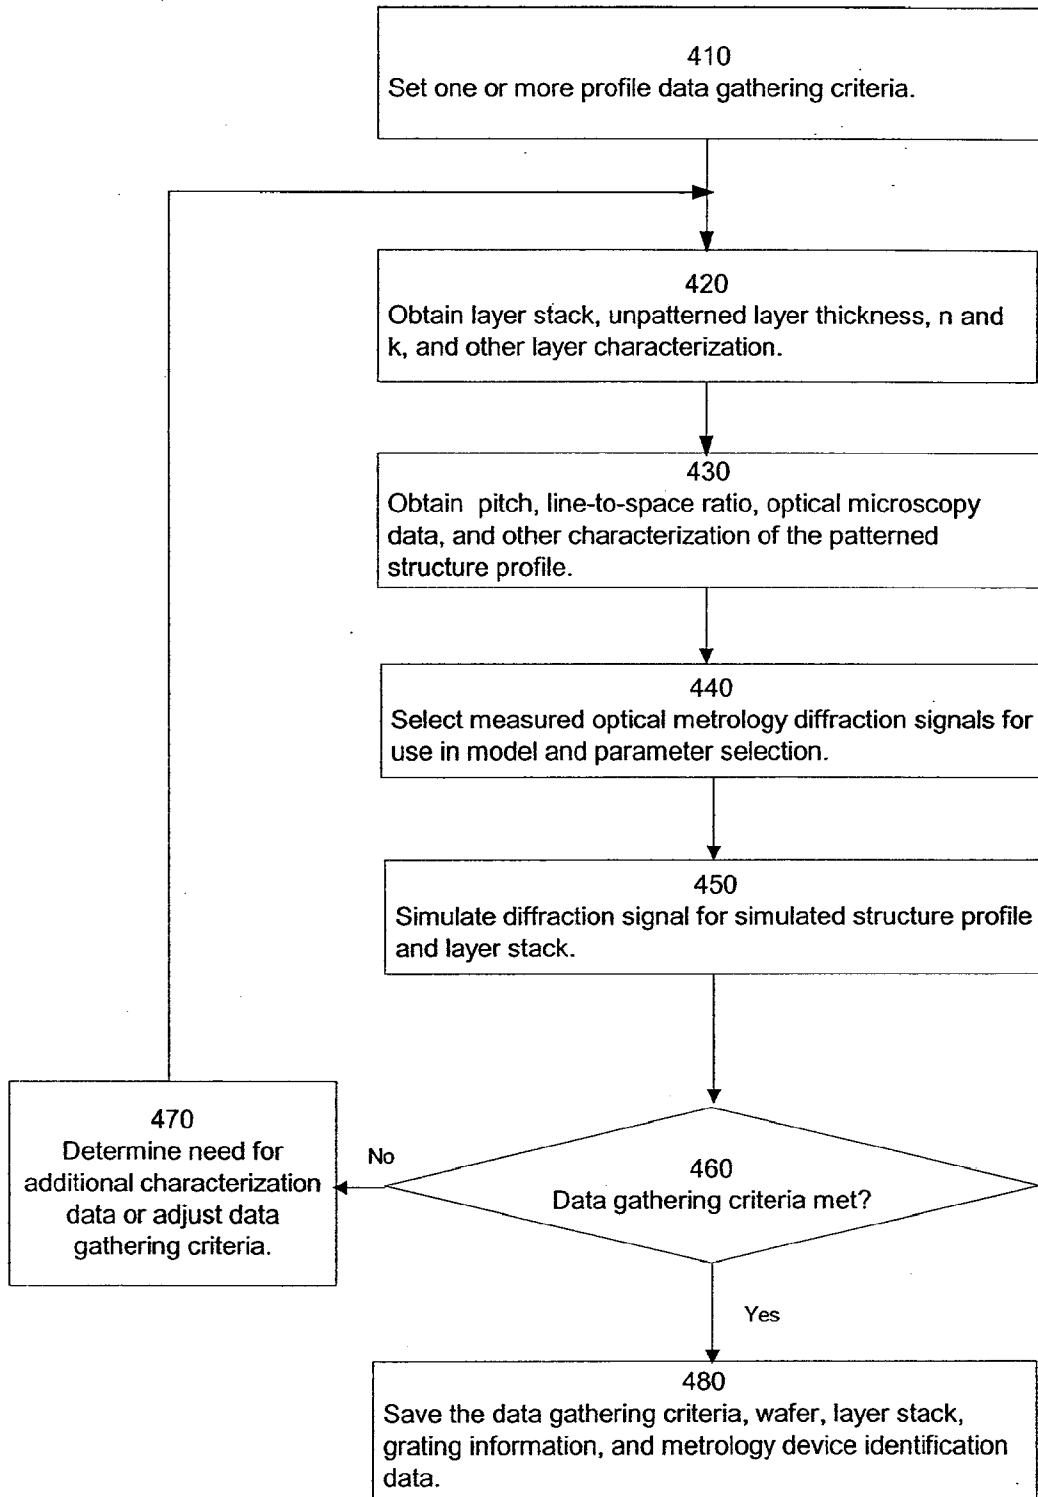 410
Set one or more profile data gathering criteria.
420
Obtain layer stack, unpatterned layer thickness, n and
k, and other layer characterization.
430
Obtain pitch, line-to-space ratio, optical microscopy
data, and other characterization of the patterned
structure profile.
440
Select measured optical metrology diffraction signals for
use in model and parameter selection.
450
Simulate diffraction signal for simulated structure profile
and layer stack.
460
Data gathering criteria met?
No
470
Determine need for
additional characterization
data or adjust data
gathering criteria.
Yes
480
Save the data gathering criteria, wafer, layer stack,
grating information, and metrology device identification
data.